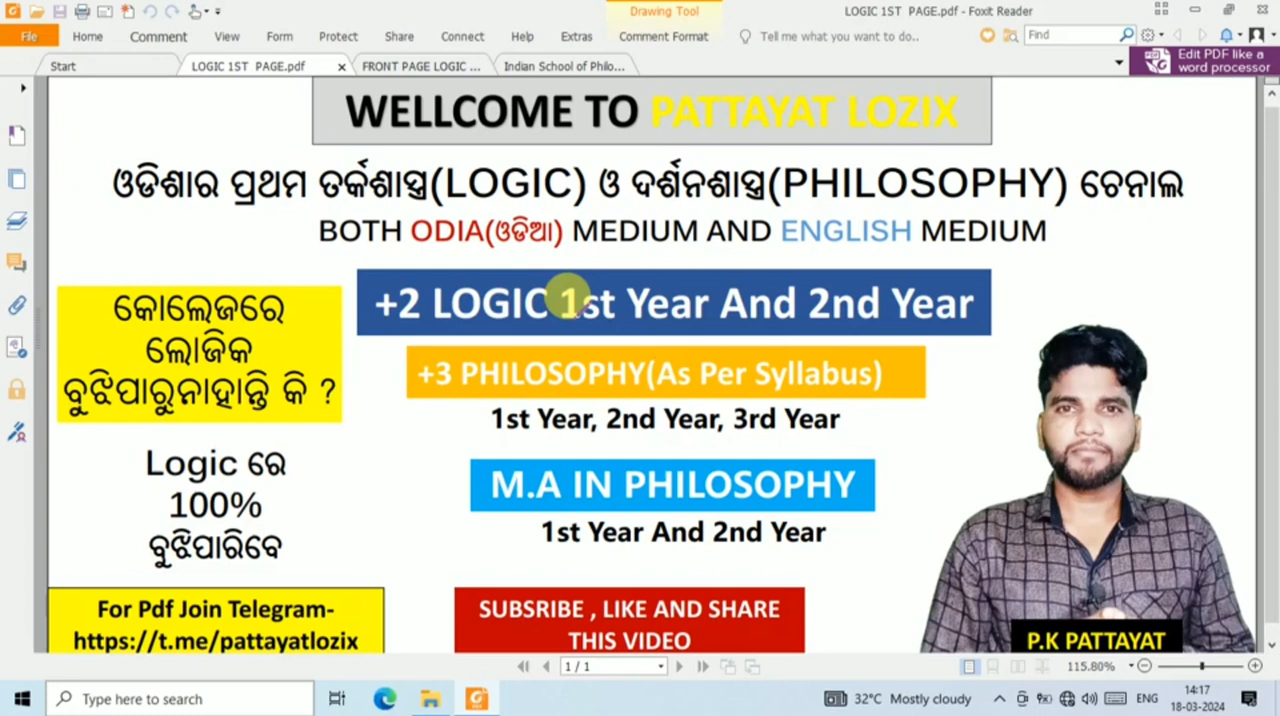 Drawing Tool
LOGIC 1ST PAGE.pdf - Foxit Reader
File Home Comment View Form Protect Share Connect Help Extras Comment Format Tell me what you want to do.. Find
Start LOGIC 1ST PAGE.pdf FRONT PAGE LOGIC ... Indian School of Philo...
Edit PDF like a
word processor
WELLCOME TO PATTAYAT LOZIX
ଓଡିଶାର ପ୍ରଥମ ତର୍କଶାସ୍ତ୍ର(LOGIC) ଓ ଦର୍ଶନଶାସ୍ତ୍ର(PHILOSOPHY) ଚେନାଲ
BOTH ODIA(ଓଡିଆ) MEDIUM AND ENGLISH MEDIUM
+2 LOGIC 1st Year And 2nd Year
କୋଲେଜରେ
ଲୋଜିକ
ବୁଝିପାରୁନାହାନ୍ତି କି ?
+3 PHILOSOPHY(As Per Syllabus)
1st Year, 2nd Year, 3rd Year
Logic ରେ
100%
ବୁଝିପାରିବେ
M.A IN PHILOSOPHY
1st Year And 2nd Year
For Pdf Join Telegram-
https://t.me/pattayatlozix
SUBSRIBE , LIKE AND SHARE
THIS VIDEO
P.K PATTAYAT
1 / 1
115.80%
Type here to search
32°C Mostly cloudy
ENG
14:17
18-03-2024